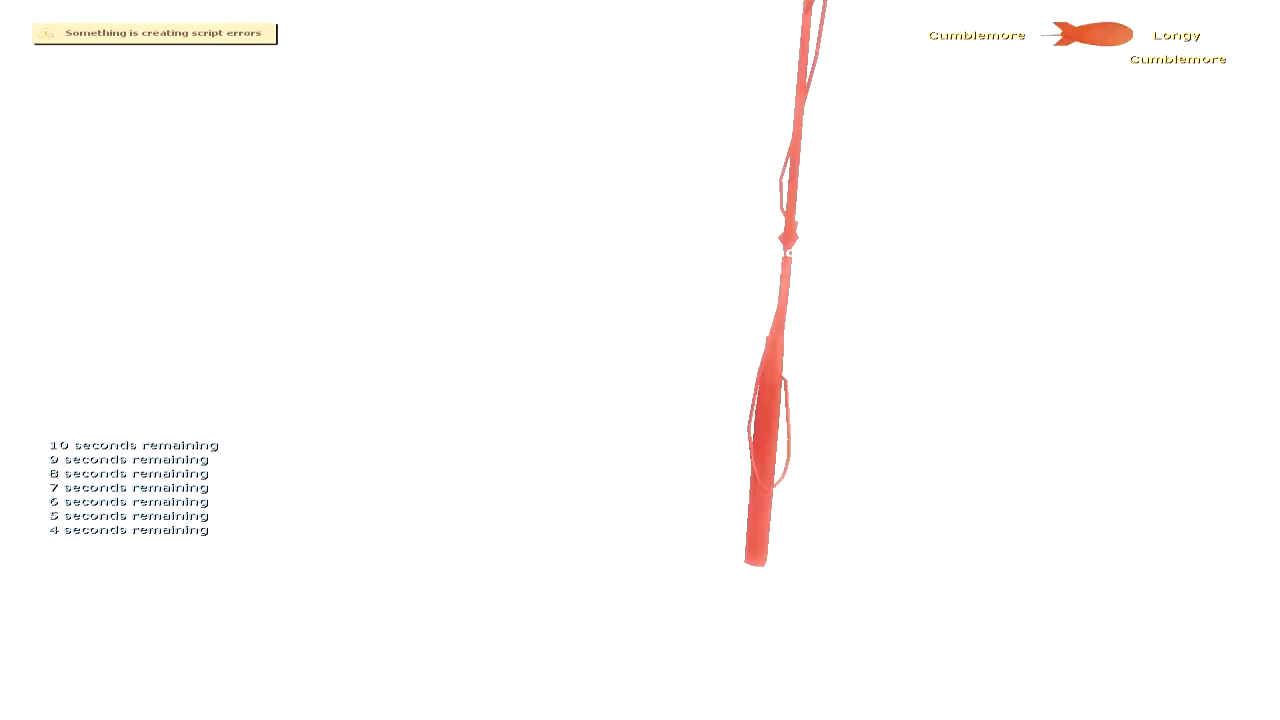 Something is creating script errors
Cumblemore Longy
Cumblemore
10 seconds remaining
9 seconds remaining
8 seconds remaining
7 seconds remaining
6 seconds remaining
5 seconds remaining
4 seconds remaining